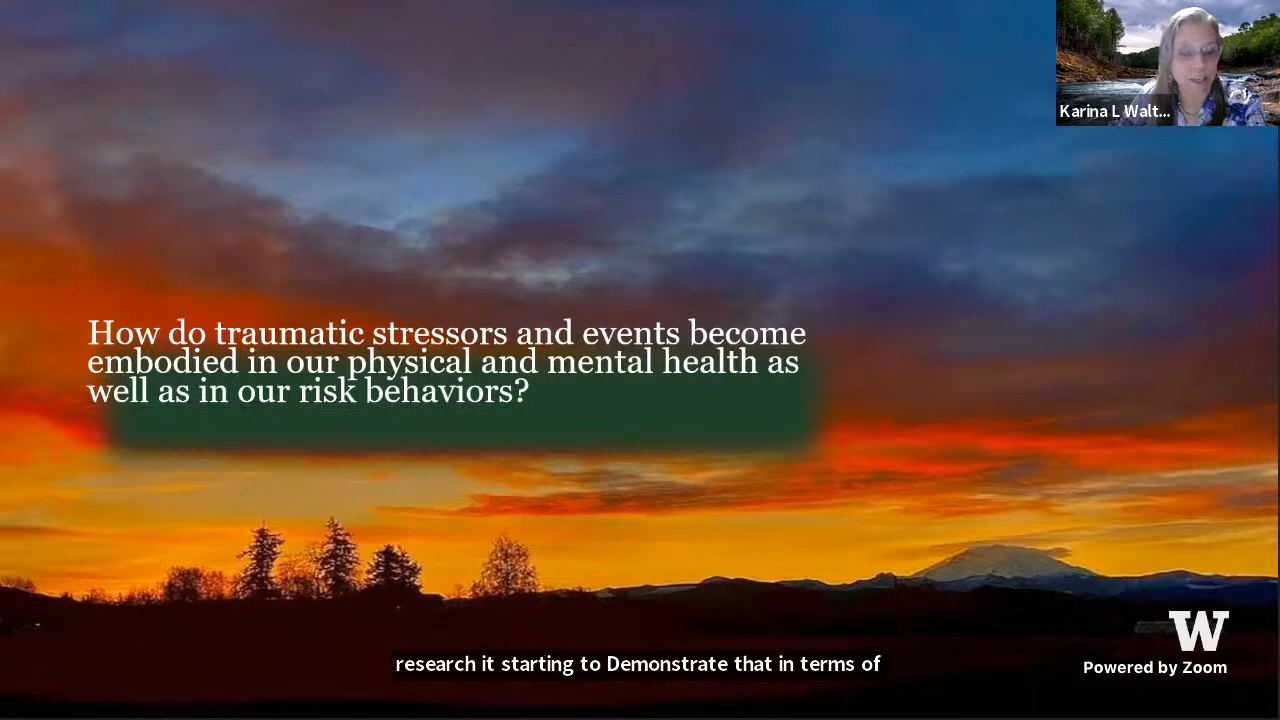 Karina L Walt...
How do traumatic stressors and events become
embodied in our physical and mental health as
well as in our risk behaviors?
W
research it starting to Demonstrate that in terms of
Powered by Zoom